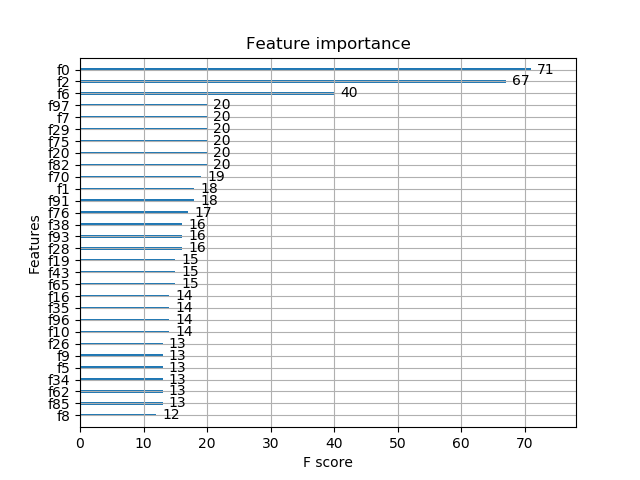 Feature importance
f0 71
f2 67
f6 40
f97 20
f7 20
f29 20
f75 20
f20 20
f82 20
f70 19
f1 18
f91 18
f76 17
f38 16
f93 16
f28 16
f19 15
f43 15
f65 15
f16 14
f35 14
f96 14
f10 14
f26 13
f9 13
f5 13
f34 13
f62 13
f85 13
f8 12
Features
0 10 20 30 40 50 60 70
F score